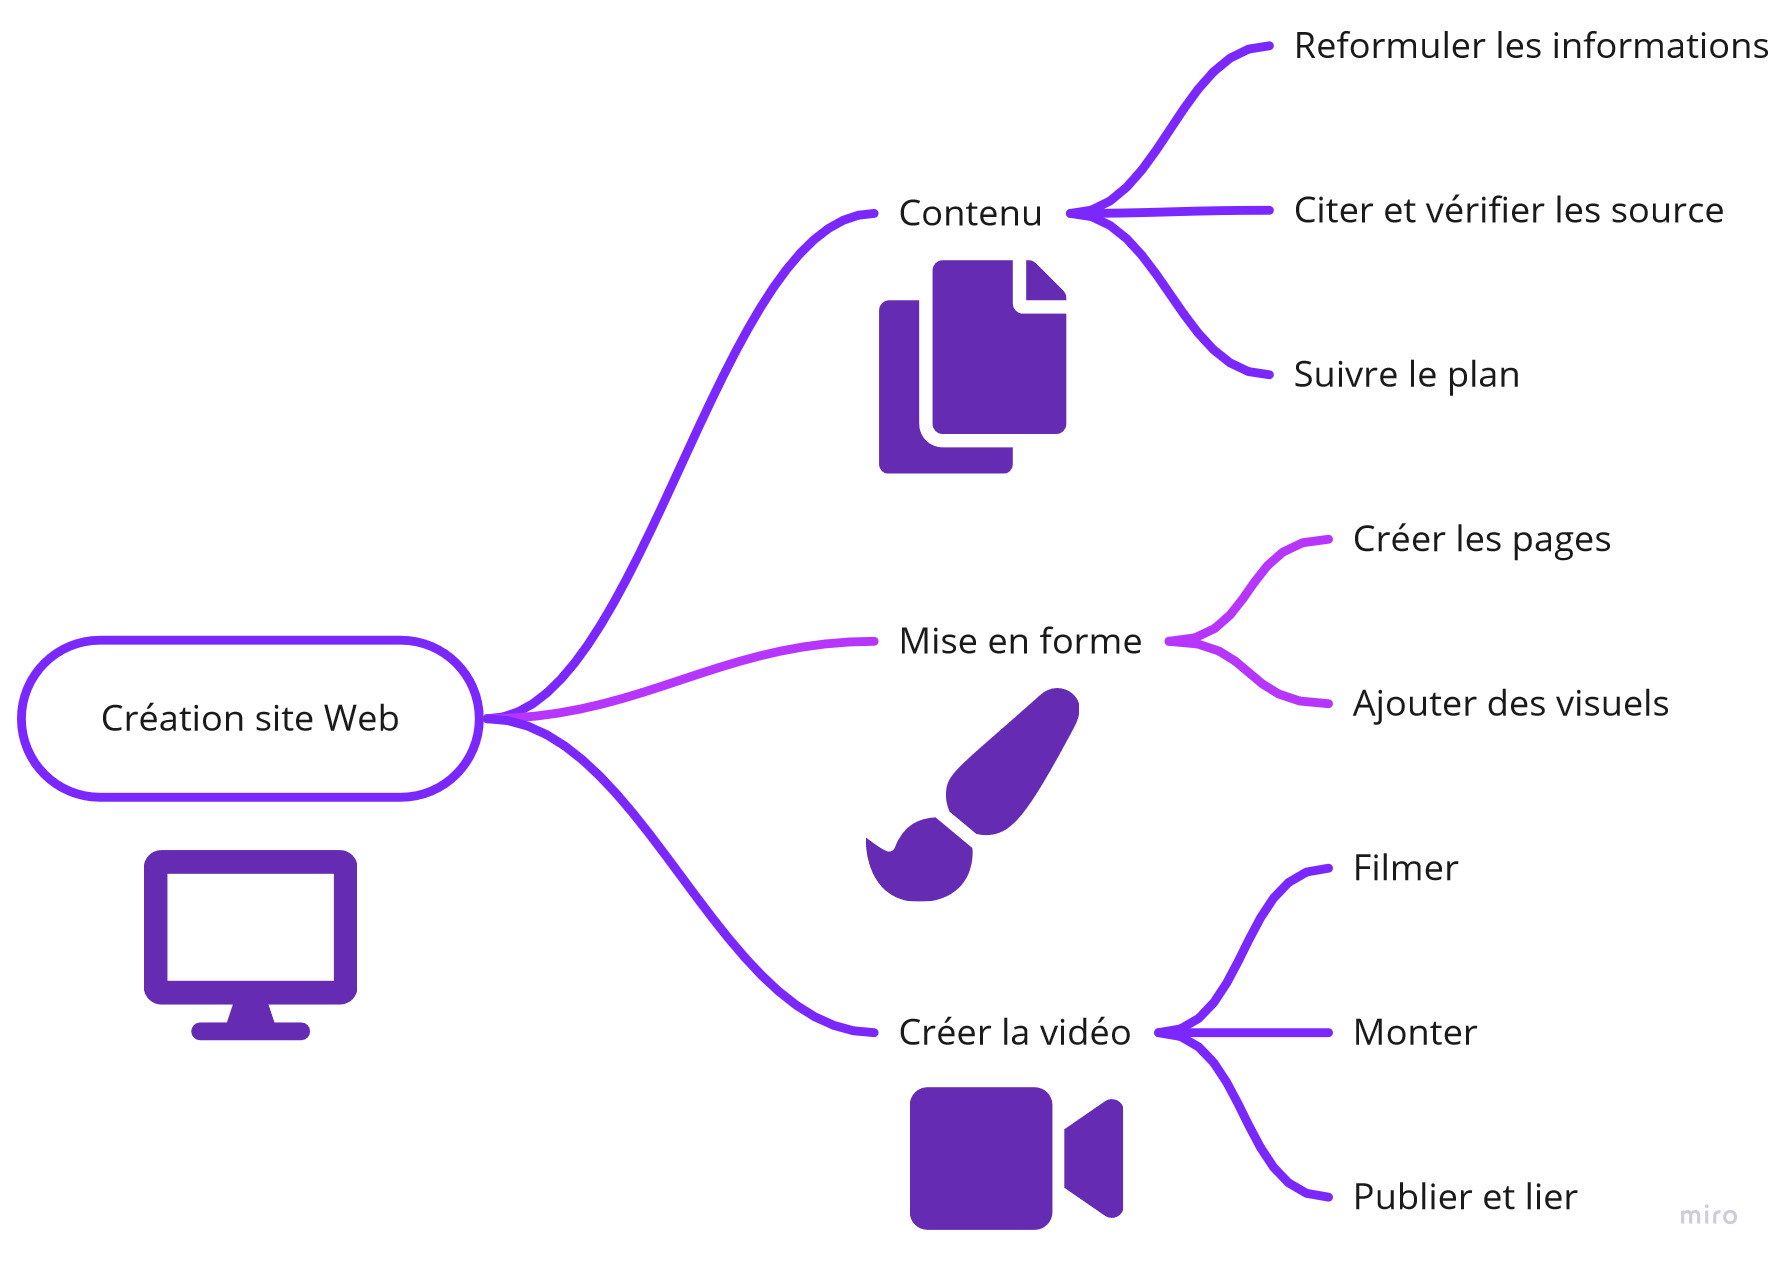 Création site Web
Contenu
Reformuler les informations
Citer et vérifier les source
Suivre le plan
Mise en forme
Créer les pages
Ajouter des visuels
Créer la vidéo
Filmer
Monter
Publier et lier
miro